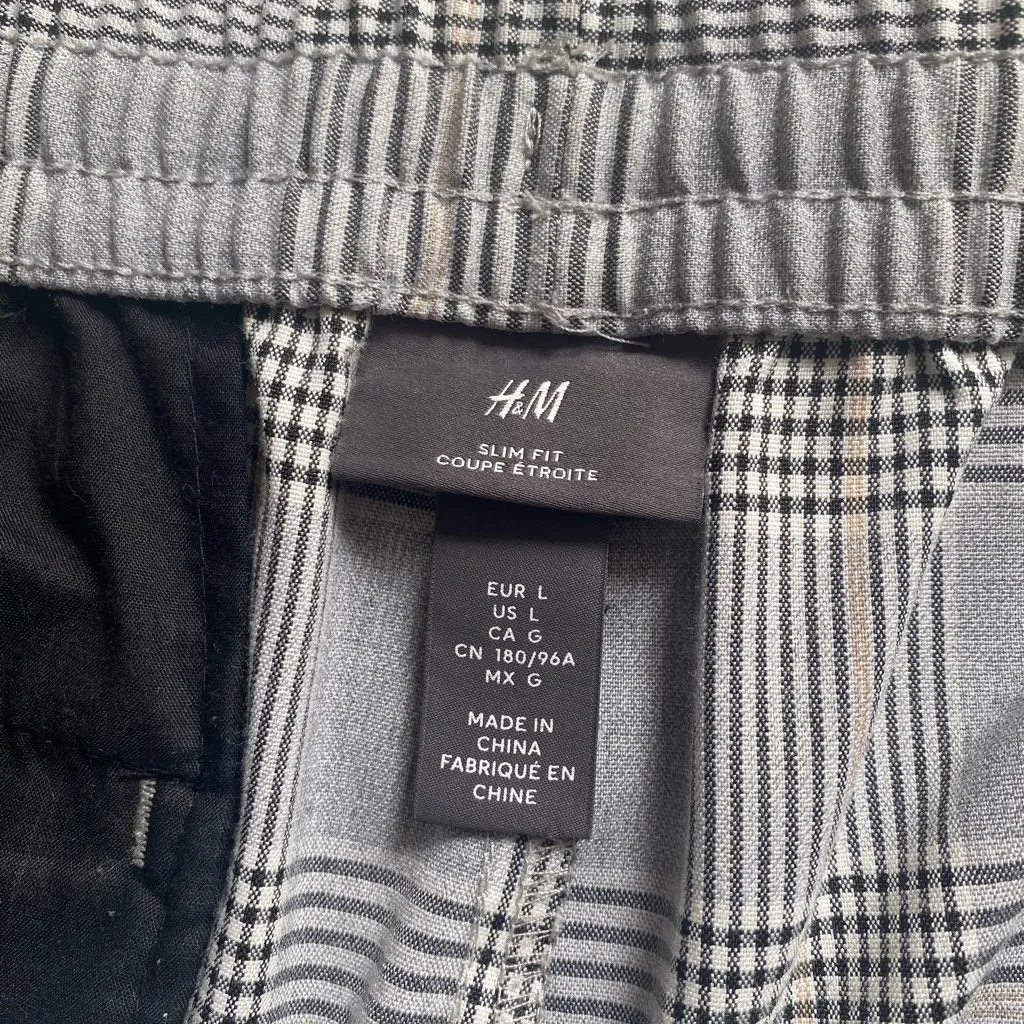 H&M
SLIM FIT
COUPE ÉTROITE
EUR L
US L
CA G
CN 180/96A
MX G
MADE IN
CHINA
FABRIQUÉ EN
CHINE